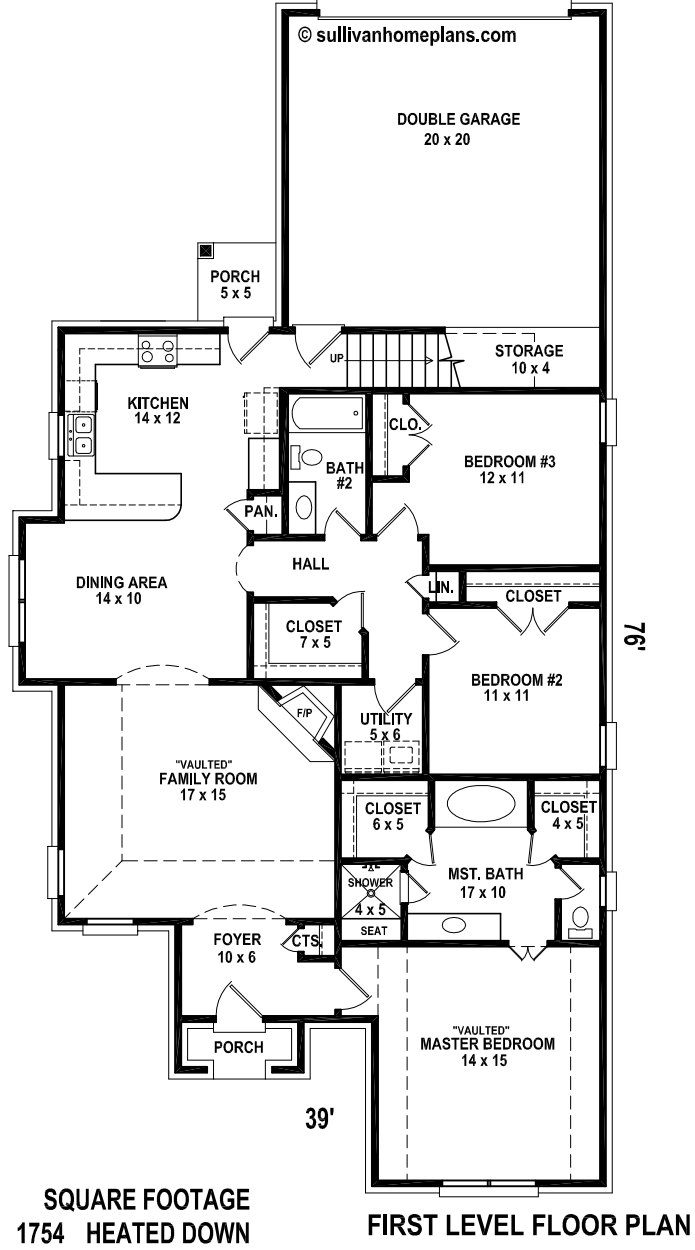 © sullivanhomeplans.com
DOUBLE GARAGE
20 x 20
PORCH
5 x 5
UP
STORAGE
10 x 4
KITCHEN
14 x 12
CLO.
BATH
#2
BEDROOM #3
12 x 11
PAN.
HALL
DINING AREA
14 x 10
LIN.
CLOSET
CLOSET
7 x 5
76'
BEDROOM #2
11 x 11
F/P
UTILITY
5 x 6
"VAULTED"
FAMILY ROOM
17 x 15
CLOSET
6 x 5
CLOSET
4 x 5
MST. BATH
17 x 10
SHOWER
4 x 5
SEAT
FOYER
10 x 6
CTS.
PORCH
"VAULTED"
MASTER BEDROOM
14 x 15
39'
SQUARE FOOTAGE
1754 HEATED DOWN
FIRST LEVEL FLOOR PLAN